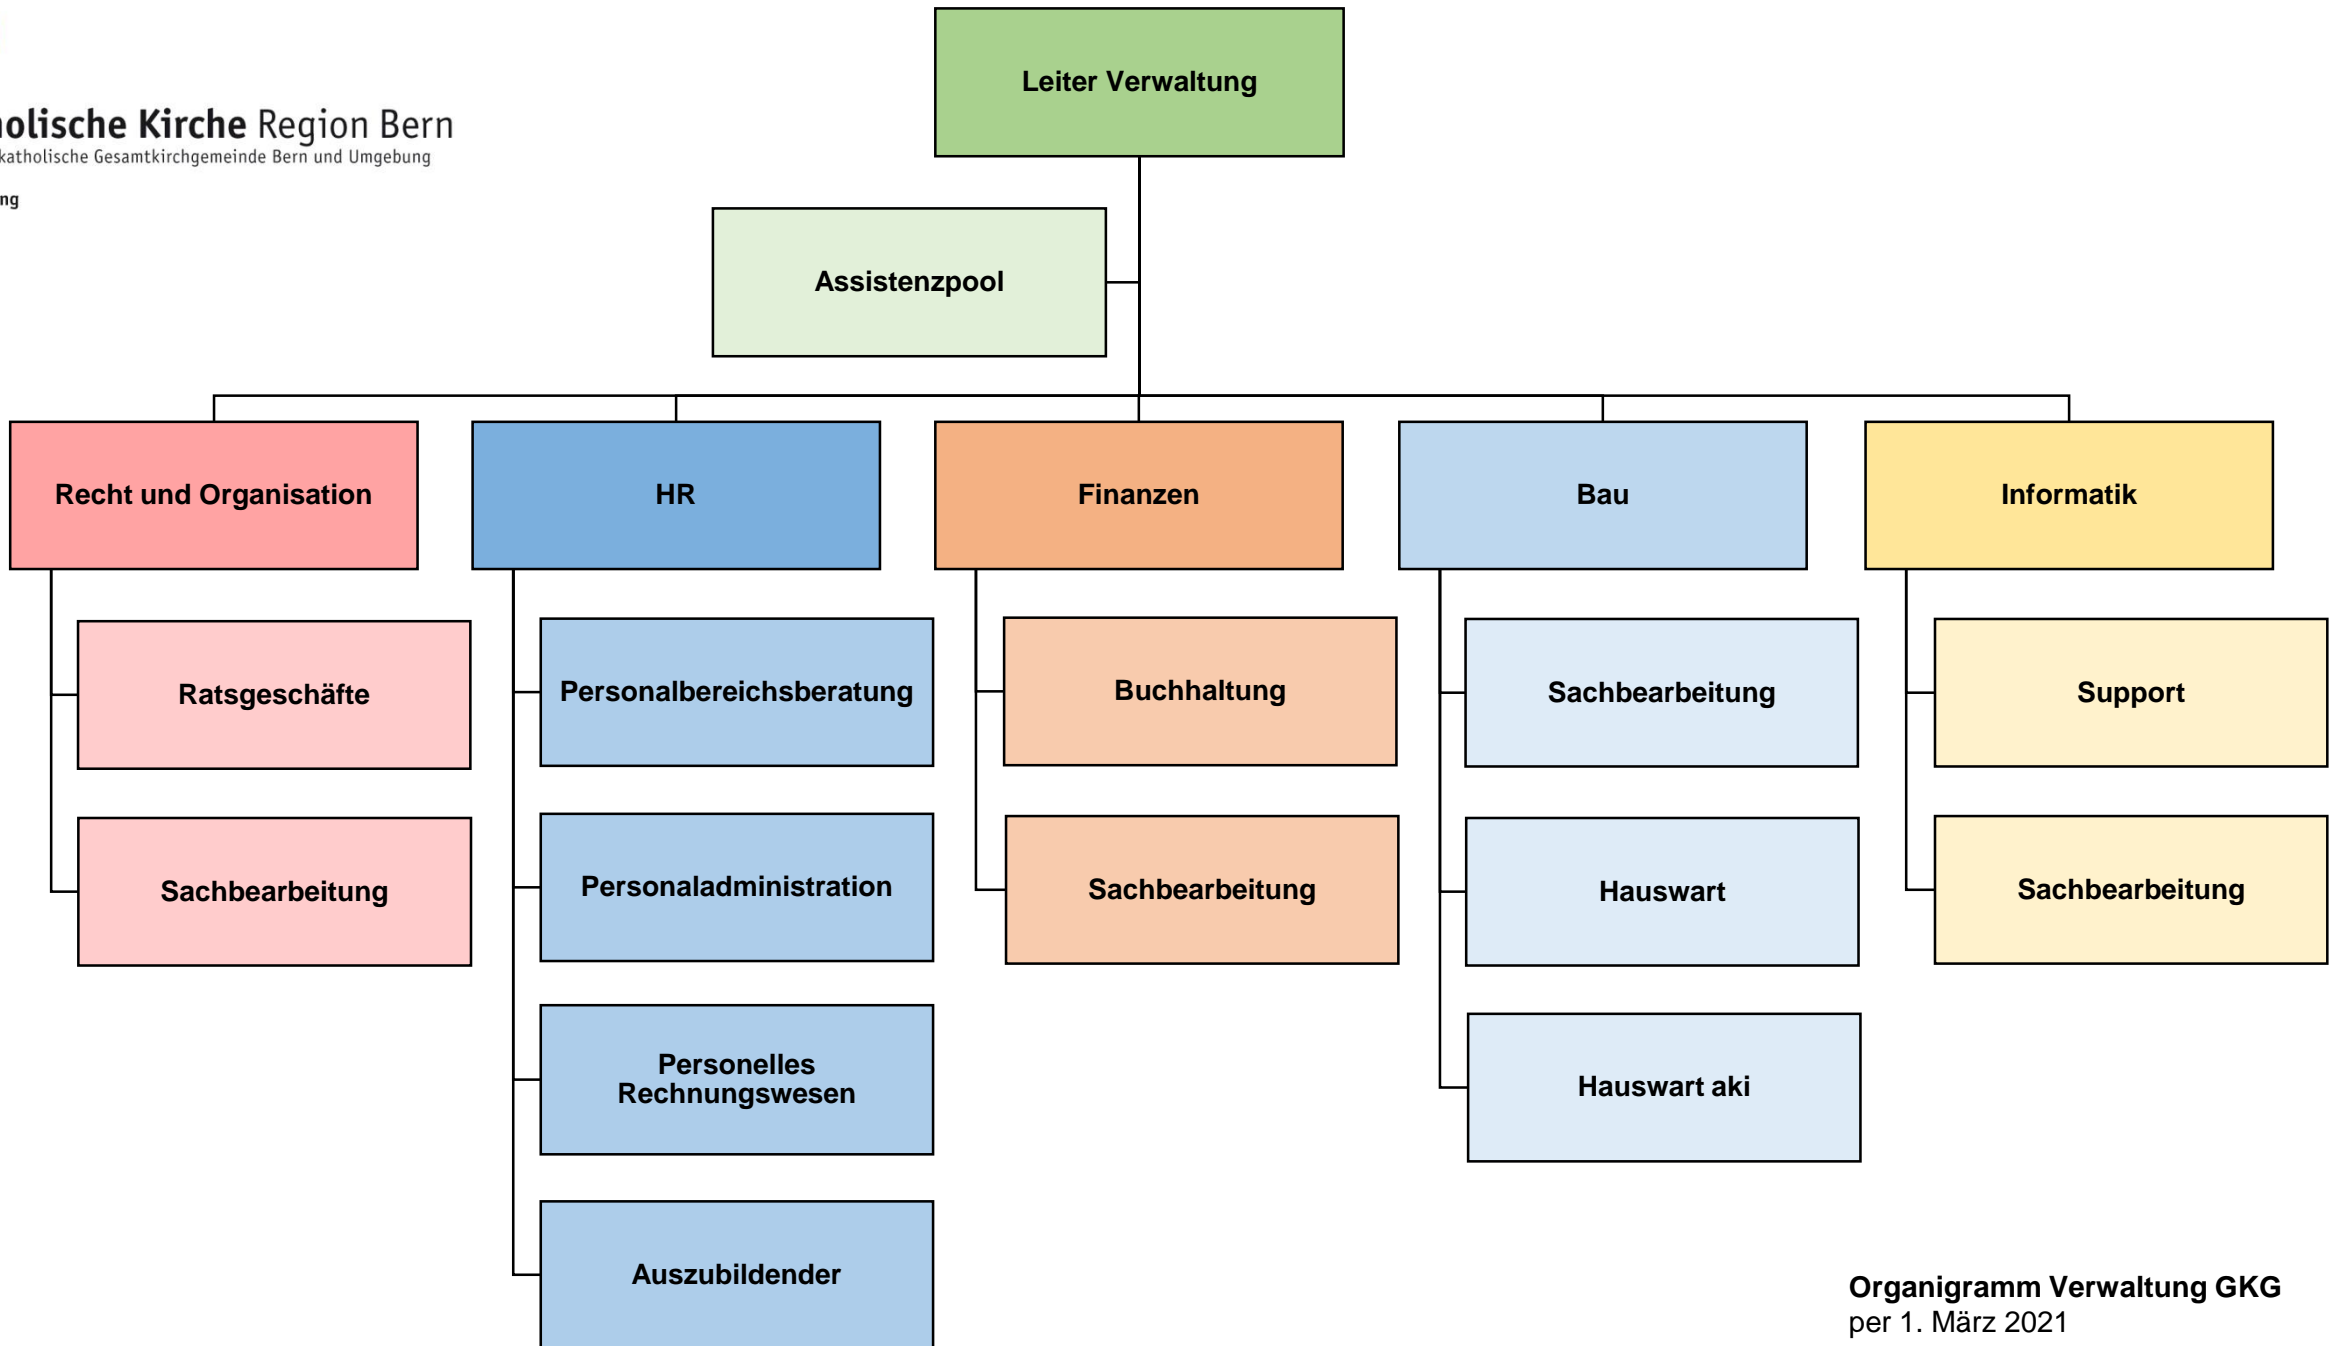 Leiter Verwaltung
olische Kirche Region Bern
katholische Gesamtkirchgemeinde Bern und Umgebung
ng
Assistenzpool
Recht und Organisation
HR
Finanzen
Bau
Informatik
Ratsgeschäfte
Personalbereichsberatung
Buchhaltung
Sachbearbeitung
Support
Sachbearbeitung
Personaladministration
Sachbearbeitung
Hauswart
Sachbearbeitung
Personelles
Rechnungswesen
Hauswart aki
Auszubildender
Organigramm Verwaltung GKG
per 1. März 2021